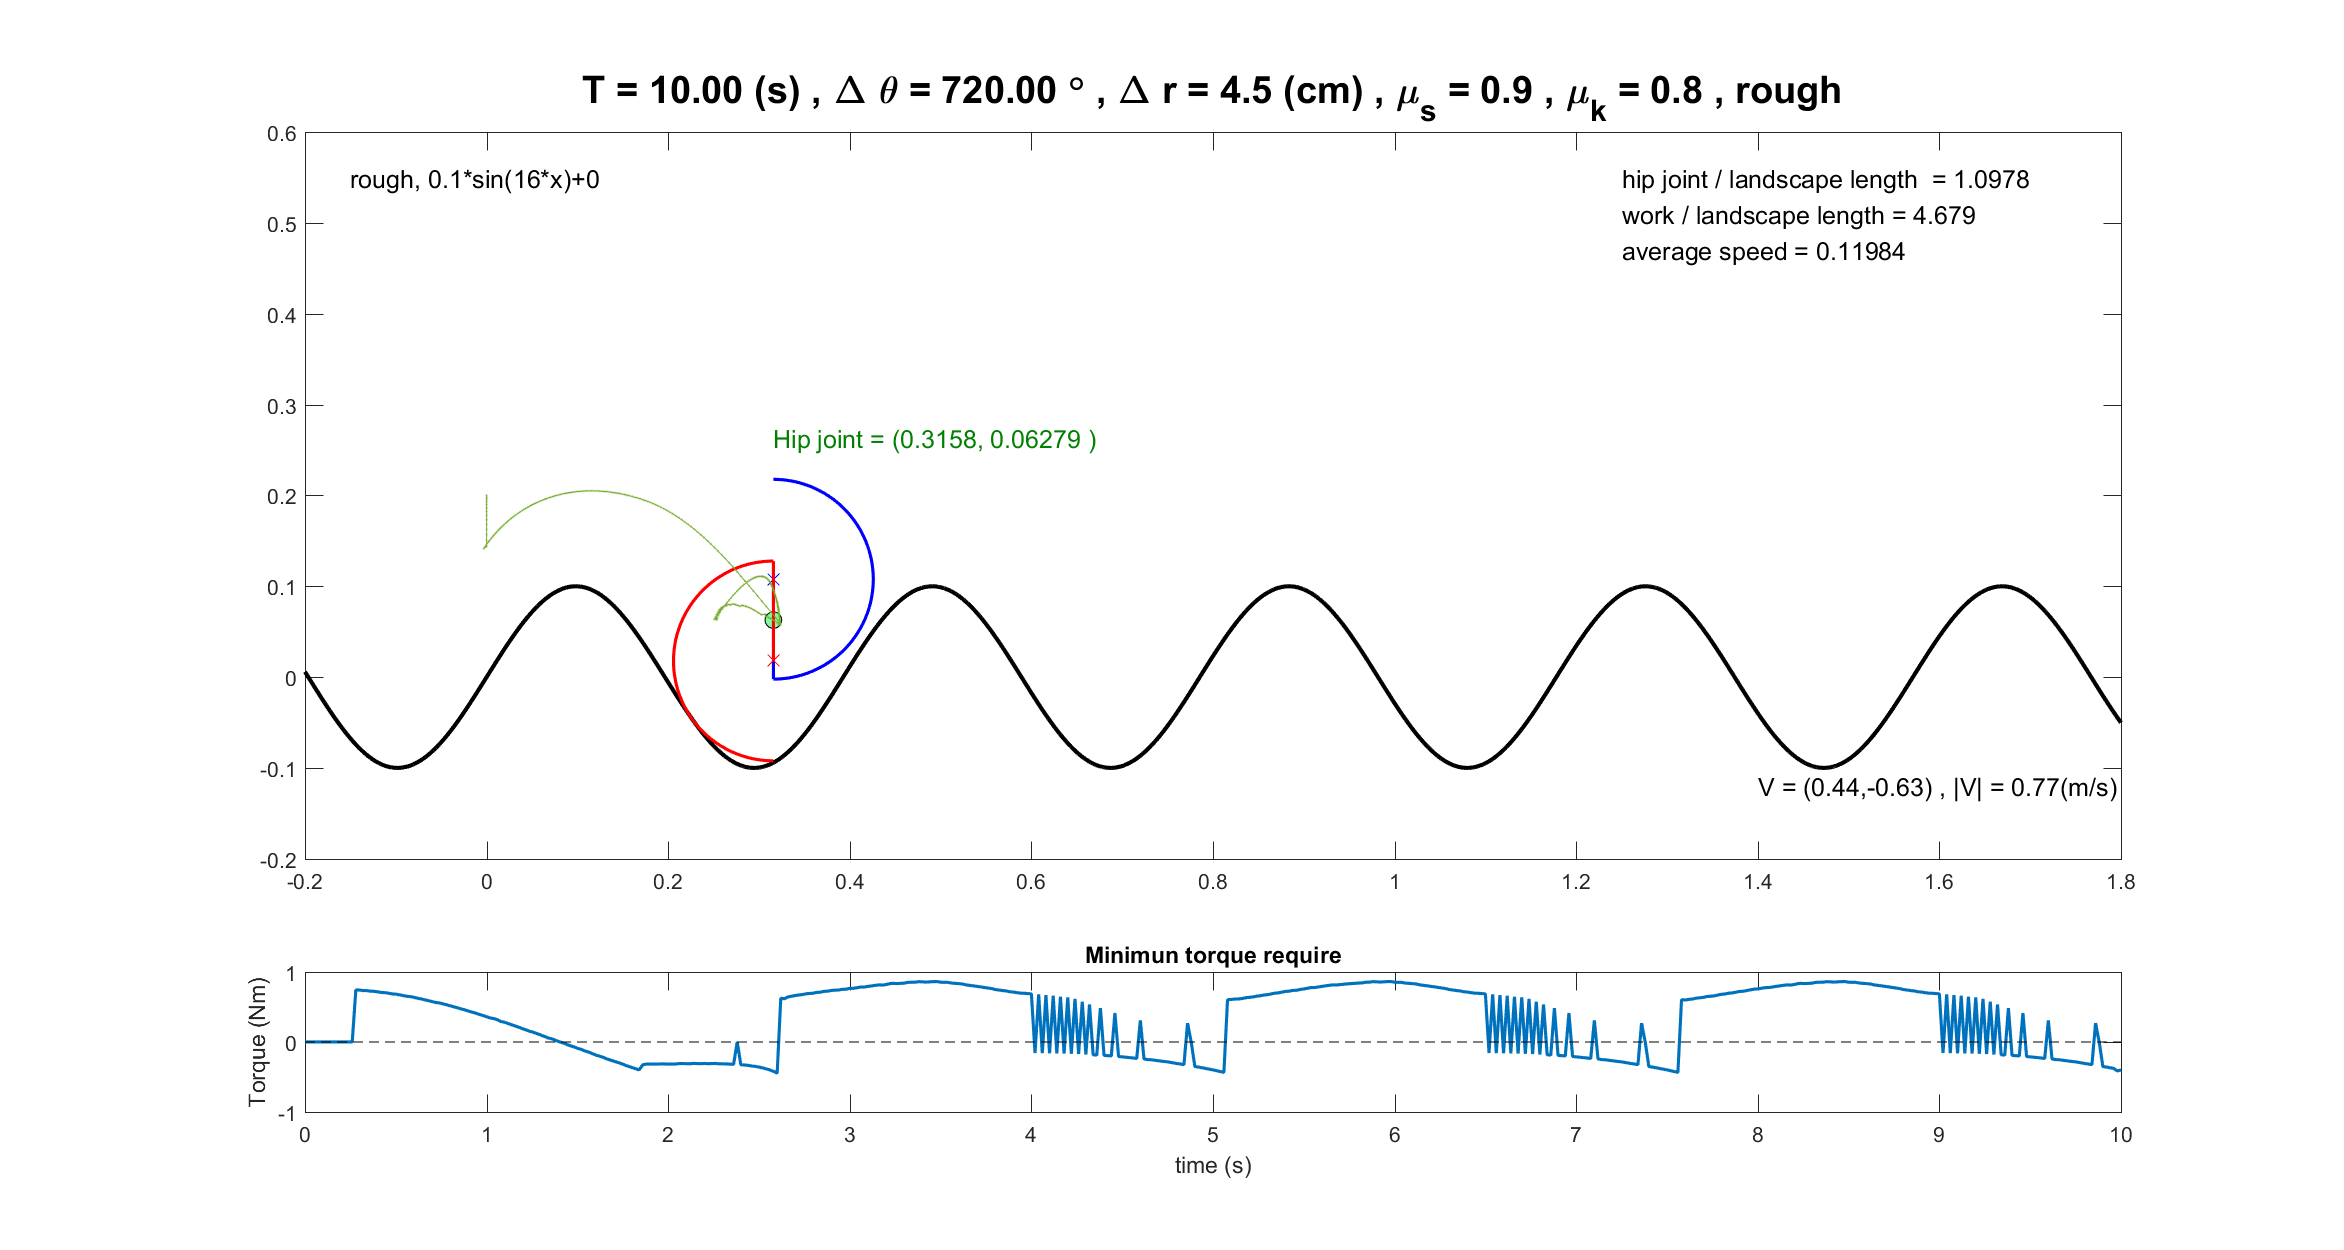 T = 10.00 (s) , Δ θ = 720.00 ° , Δ r = 4.5 (cm) , μs = 0.9 , μk = 0.8 , rough
0.6
0.5
0.4
0.3
0.2
0.1
0
-0.1
-0.2
rough, 0.1*sin(16*x)+0
hip joint / landscape length = 1.0978
work / landscape length = 4.679
average speed = 0.11984
Hip joint = (0.3158, 0.06279 )
V = (0.44,-0.63) , |V| = 0.77(m/s)
-0.2 0 0.2 0.4 0.6 0.8 1 1.2 1.4 1.6 1.8
Minimun torque require
Torque (Nm)
1
0
-1
0 1 2 3 4 5 6 7 8 9 10
time (s)